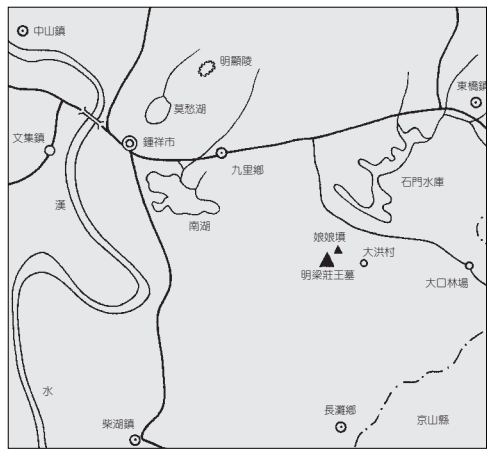 中山鎮
明顯陵
莫愁湖
東橋鎮
文集鎮
鍾祥市
九里鄉
石門水庫
漢
南湖
娘娘墳
大洪村
明梁莊王墓
大口林場
水
長灘鄉
京山縣
柴湖鎮